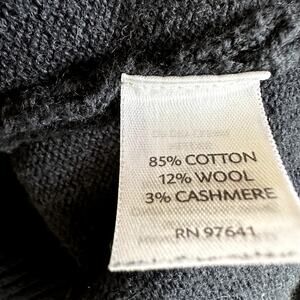 85% COTTON
12% WOOL
3% CASHMERE
RN 97641